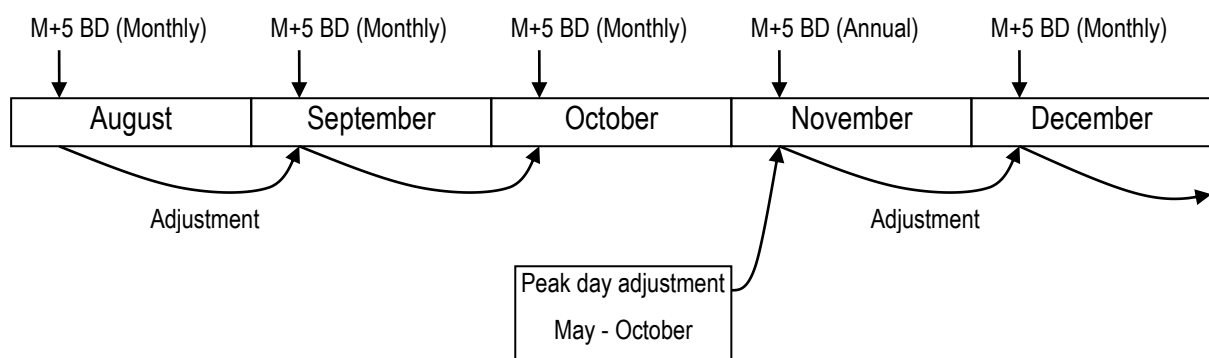 M+5 BD (Monthly) M+5 BD (Monthly) M+5 BD (Monthly) M+5 BD (Annual) M+5 BD (Monthly)
August September October November December
Adjustment Adjustment
Peak day adjustment
May - October